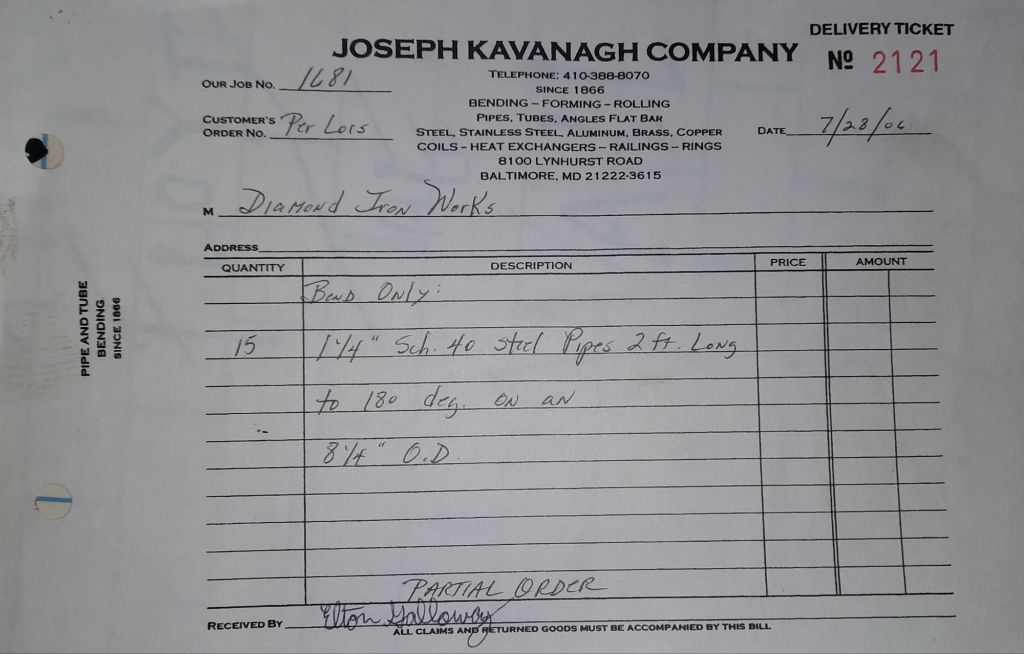 DELIVERY TICKET
JOSEPH KAVANAGH COMPANY
Nº 2121
OUR JOB NO. 1681
TELEPHONE: 410-388-8070
SINCE 1866
BENDING – FORMING – ROLLING
CUSTOMER'S ORDER NO. Per Lois
PIPES, TUBES, ANGLES FLAT BAR
STEEL, STAINLESS STEEL, ALUMINUM, BRASS, COPPER
DATE 7/28/06
COILS – HEAT EXCHANGERS – RAILINGS – RINGS
8100 LYNHURST ROAD
BALTIMORE, MD 21222-3615
M Diamond Iron Works
ADDRESS
QUANTITY DESCRIPTION PRICE AMOUNT
Bend Only:
15 1 1/4" Sch. 40 steel Pipes 2 ft. Long
to 180 deg. on an
8 1/4" O.D.
PARTIAL ORDER
RECEIVED BY Elton Galloway
ALL CLAIMS AND RETURNED GOODS MUST BE ACCOMPANIED BY THIS BILL
PIPE AND TUBE
BENDING
SINCE 1866